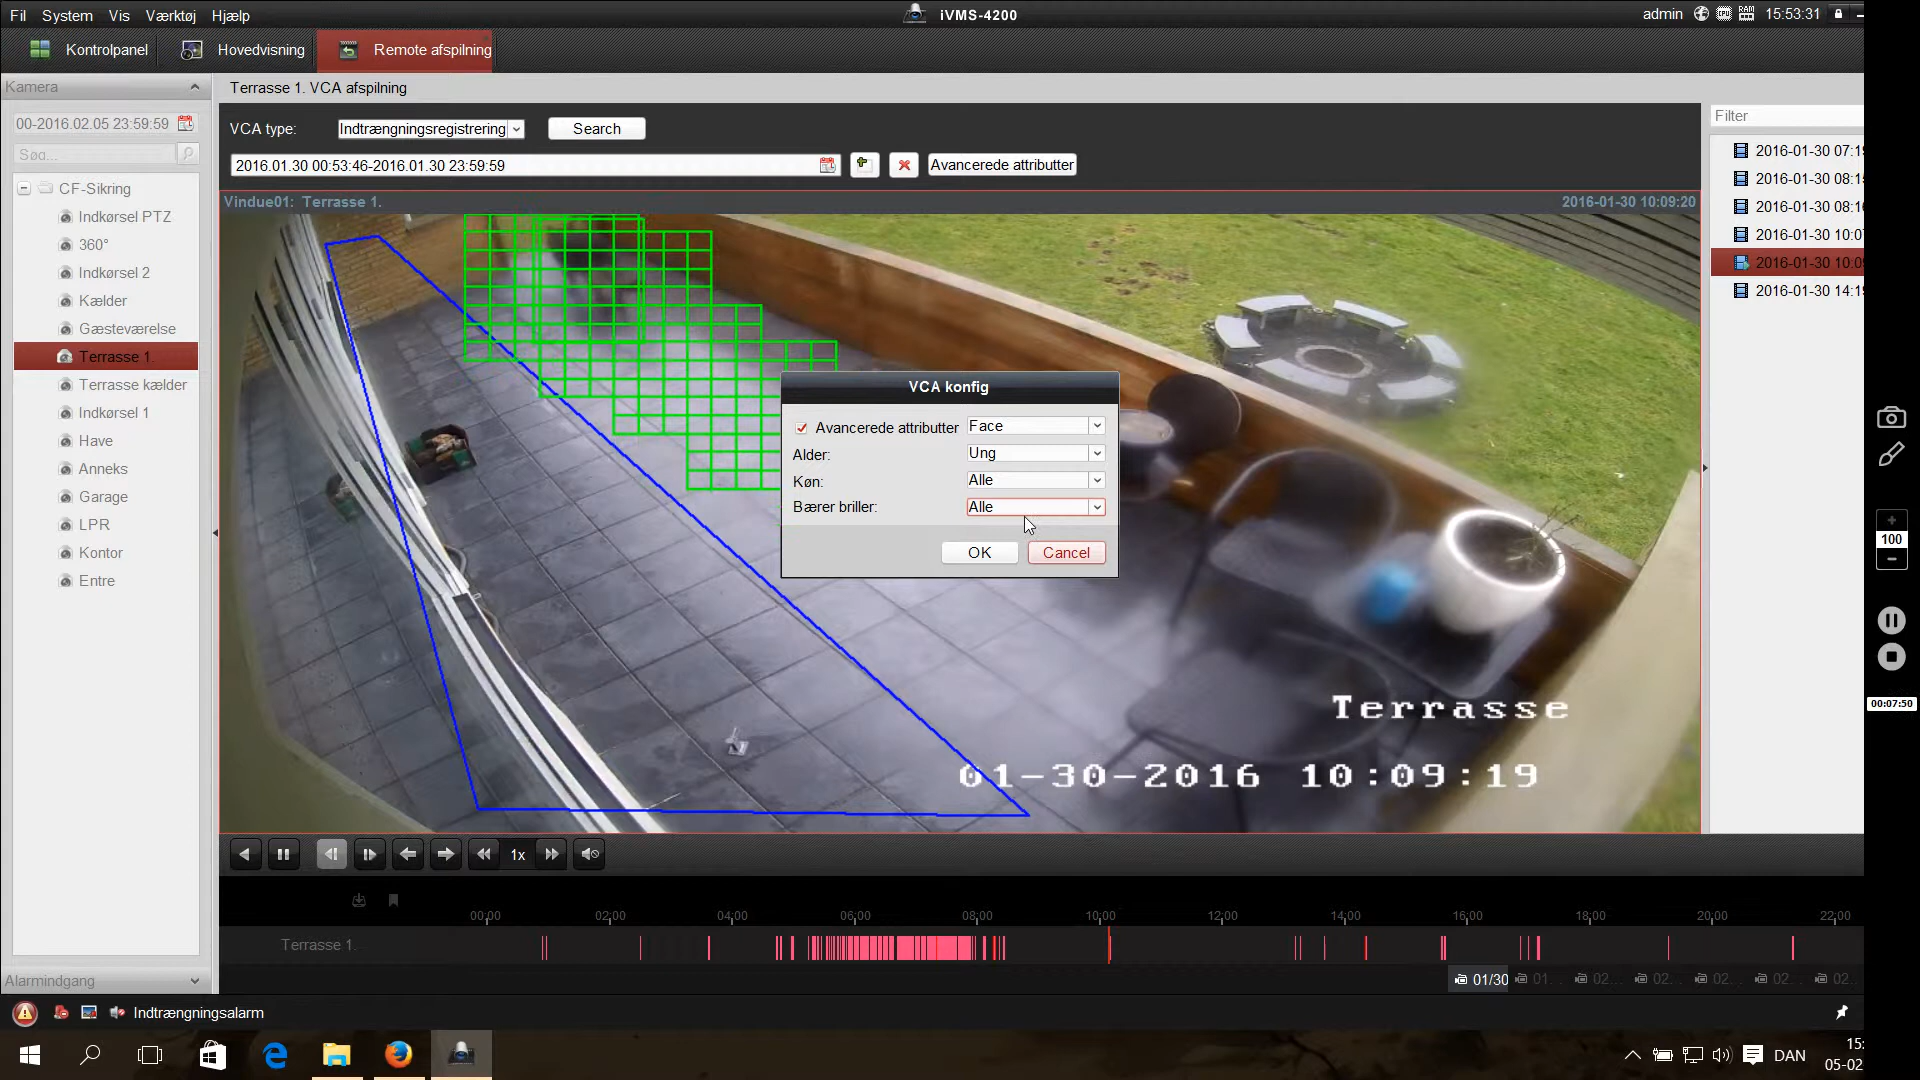 Fil System Vis Værktøj Hjælp
iVMS-4200
admin
15:53:31
Kontrolpanel
Hovedvisning
Remote afspilning
Kamera
00-2016.02.05 23:59:59
Søg...
CF-Sikring
Indkørsel PTZ
360°
Indkørsel 2
Kælder
Gæsteværelse
Terrasse 1.
Terrasse kælder
Indkørsel 1
Have
Anneks
Garage
LPR
Kontor
Entre
Alarmindgang
Terrasse 1. VCA afspilning
VCA type: Indtrængningsregistrering Search
2016.01.30 00:53:46-2016.01.30 23:59:59
Avancerede attributter
Vindue01: Terrasse 1.
2016-01-30 10:09:20
VCA konfig
Avancerede attributter Face
Alder: Ung
Køn: Alle
Bærer briller: Alle
OK Cancel
Terrasse
01-30-2016 10:09:19
Filter
2016-01-30 07:1
2016-01-30 08:1
2016-01-30 08:1
2016-01-30 10:0
2016-01-30 10:0
2016-01-30 14:1
100
00:07:50
1x
00:00 02:00 04:00 06:00 08:00 10:00 12:00 14:00 16:00 18:00 20:00 22:00
Terrasse 1.
01/30 01... 02... 02... 02... 02... 02...
Indtrængningsalarm
DAN
15:
05-02